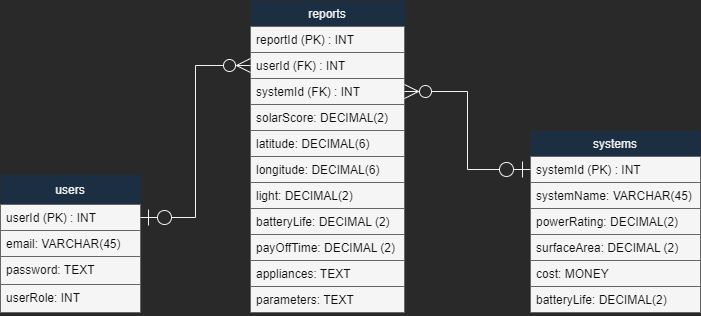 reports
reportId (PK) : INT
userId (FK) : INT
systemId (FK) : INT
solarScore: DECIMAL(2)
latitude: DECIMAL(6)
longitude: DECIMAL(6)
light: DECIMAL(2)
batteryLife: DECIMAL (2)
payOffTime: DECIMAL (2)
appliances: TEXT
parameters: TEXT
users
userId (PK) : INT
email: VARCHAR(45)
password: TEXT
userRole: INT
systems
systemId (PK) : INT
systemName: VARCHAR(45)
powerRating: DECIMAL(2)
surfaceArea: DECIMAL (2)
cost: MONEY
batteryLife: DECIMAL(2)